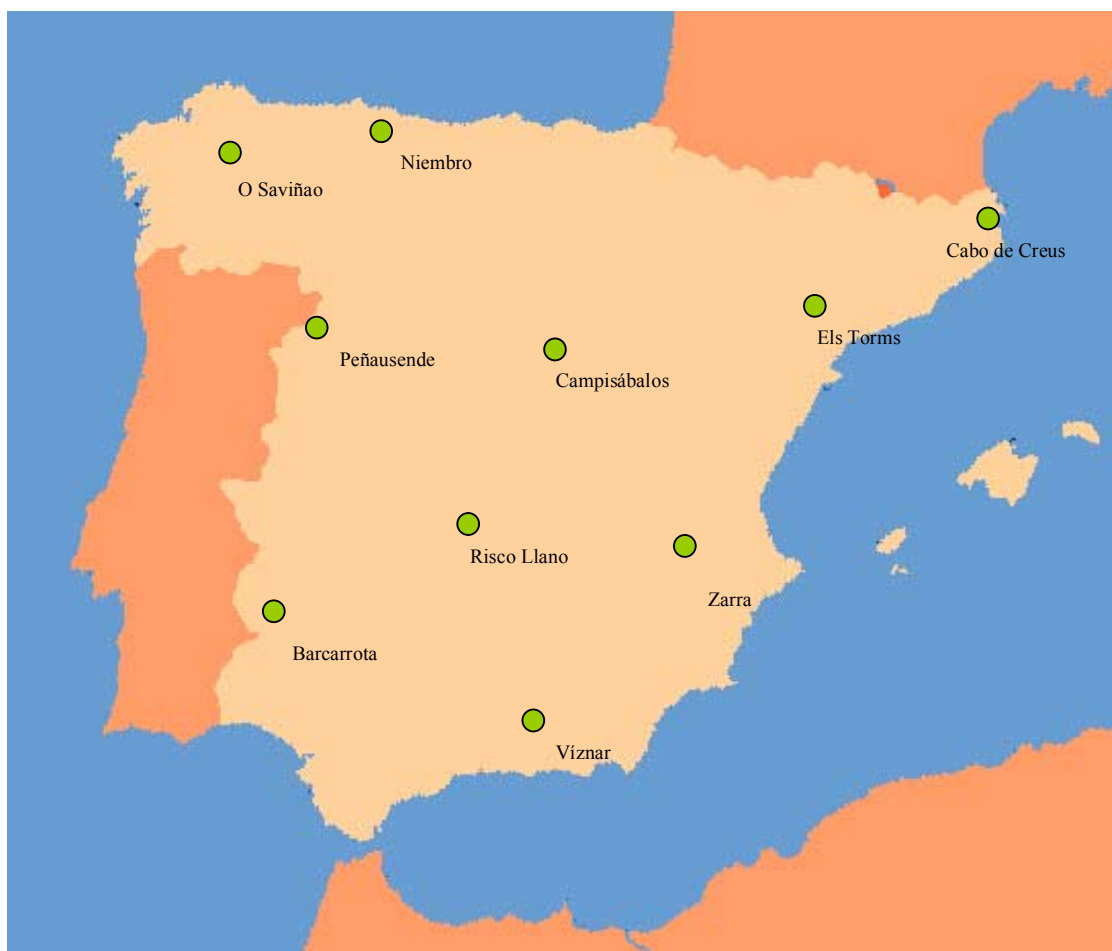 Niembro
O Saviñao
Cabo de Creus
Els Torms
Peñausende
Campisábalos
Risco Llano
Zarra
Barcarrota
Víznar